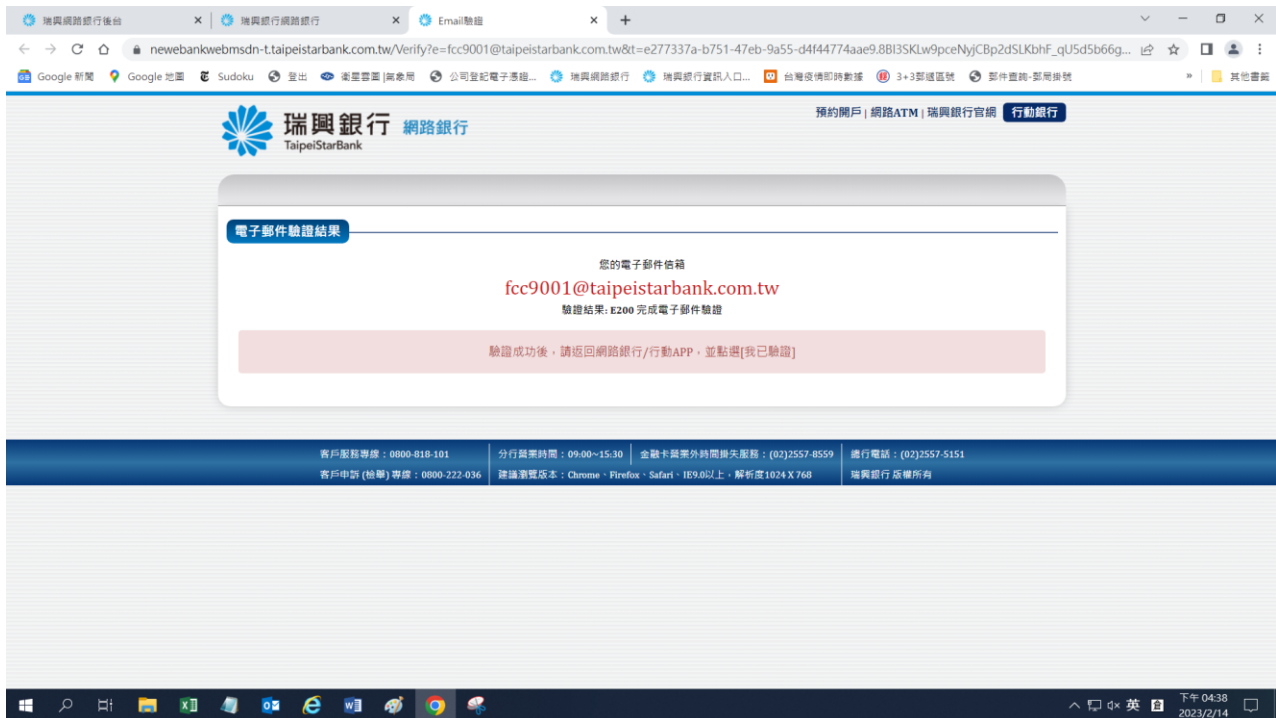 瑞興網路銀行後台
瑞興銀行網路銀行
Email驗證
newebankwebmsdn-t.taipeistarbank.com.tw/Verify?e=fcc9001@taipeistarbank.com.tw&t=e277337a-b751-47eb-9a55-d4f44774aae9.8BI3SKLw9pceNyjCBp2dSLKbhF_qU5d5b66g...
Google 新聞
Google 地圖
Sudoku
登出
衛星雲圖|氣象局
公司登記電子憑證...
瑞興網路銀行
瑞興銀行資訊入口...
台灣疫情即時數據
3+3郵遞區號
郵件查詢-郵局掛號
其他書籤
瑞興銀行 網路銀行
TaipeiStarBank
預約開戶 | 網路ATM | 瑞興銀行官網 行動銀行
電子郵件驗證結果
您的電子郵件信箱
fcc9001@taipeistarbank.com.tw
驗證結果: E200 完成電子郵件驗證
驗證成功後，請返回網路銀行/行動APP，並點選[我已驗證]
客戶服務專線：0800-818-101
分行營業時間：09:00~15:30
金融卡營業外時間掛失服務：(02)2557-8559
總行電話：(02)2557-5151
客戶申訴 (檢舉) 專線：0800-222-036
建議瀏覽版本：Chrome、Firefox、Safari、IE9.0以上，解析度1024 X 768
瑞興銀行 版權所有
英
下午 04:38
2023/2/14